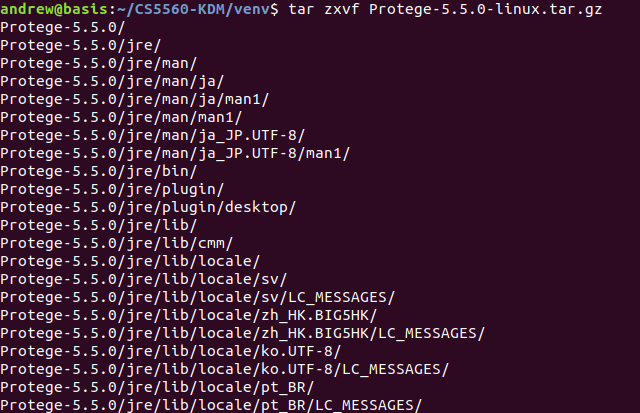 andrew@basis:~/CS5560-KDM/venv$ tar zxvf Protege-5.5.0-linux.tar.gz
Protege-5.5.0/
Protege-5.5.0/jre/
Protege-5.5.0/jre/man/
Protege-5.5.0/jre/man/ja/
Protege-5.5.0/jre/man/ja/man1/
Protege-5.5.0/jre/man/man1/
Protege-5.5.0/jre/man/ja_JP.UTF-8/
Protege-5.5.0/jre/man/ja_JP.UTF-8/man1/
Protege-5.5.0/jre/bin/
Protege-5.5.0/jre/plugin/
Protege-5.5.0/jre/plugin/desktop/
Protege-5.5.0/jre/lib/
Protege-5.5.0/jre/lib/cmm/
Protege-5.5.0/jre/lib/locale/
Protege-5.5.0/jre/lib/locale/sv/
Protege-5.5.0/jre/lib/locale/sv/LC_MESSAGES/
Protege-5.5.0/jre/lib/locale/zh_HK.BIG5HK/
Protege-5.5.0/jre/lib/locale/zh_HK.BIG5HK/LC_MESSAGES/
Protege-5.5.0/jre/lib/locale/ko.UTF-8/
Protege-5.5.0/jre/lib/locale/ko.UTF-8/LC_MESSAGES/
Protege-5.5.0/jre/lib/locale/pt_BR/
Protege-5.5.0/jre/lib/locale/pt_BR/LC_MESSAGES/